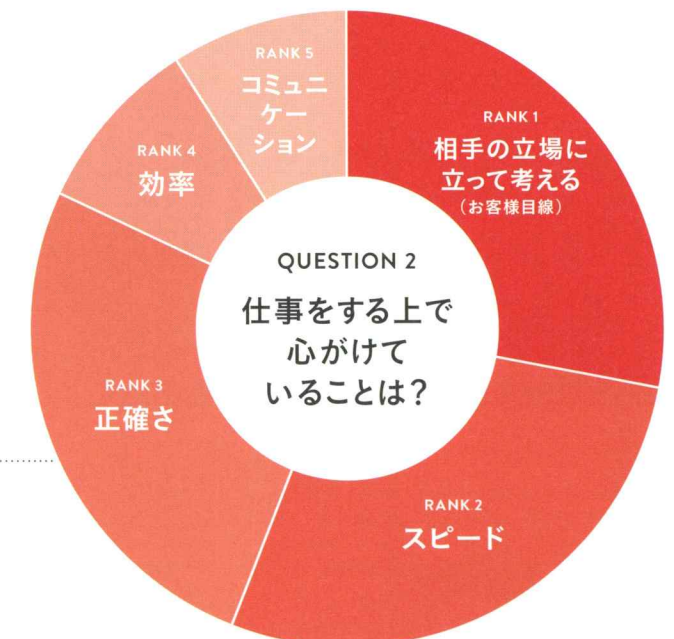 QUESTION 2
仕事をする上で
心がけて
いることは？
RANK 1
相手の立場に
立って考える
（お客様目線）
RANK 2
スピード
RANK 3
正確さ
RANK 4
効率
RANK 5
コミュニ
ケー
ション